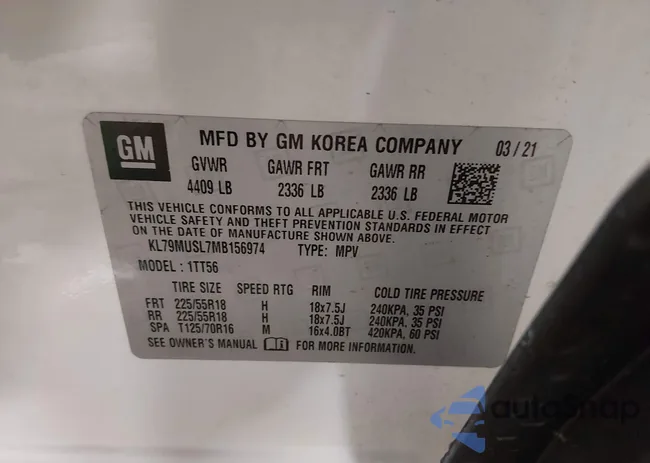 GM
MFD BY GM KOREA COMPANY 03 / 21
GVWR GAWR FRT GAWR RR
4409 LB 2336 LB 2336 LB
THIS VEHICLE CONFORMS TO ALL APPLICABLE U.S. FEDERAL MOTOR
VEHICLE SAFETY AND THEFT PREVENTION STANDARDS IN EFFECT
ON THE DATE OF MANUFACTURE SHOWN ABOVE.
KL79MUSL7MB156974 TYPE: MPV
MODEL : 1TT56
TIRE SIZE SPEED RTG RIM COLD TIRE PRESSURE
FRT 225/55R18 H 18x7.5J 240KPA, 35 PSI
RR 225/55R18 H 18x7.5J 240KPA, 35 PSI
SPA T125/70R16 M 16x4.0BT 420KPA, 60 PSI
SEE OWNER'S MANUAL FOR MORE INFORMATION.
autoSnap